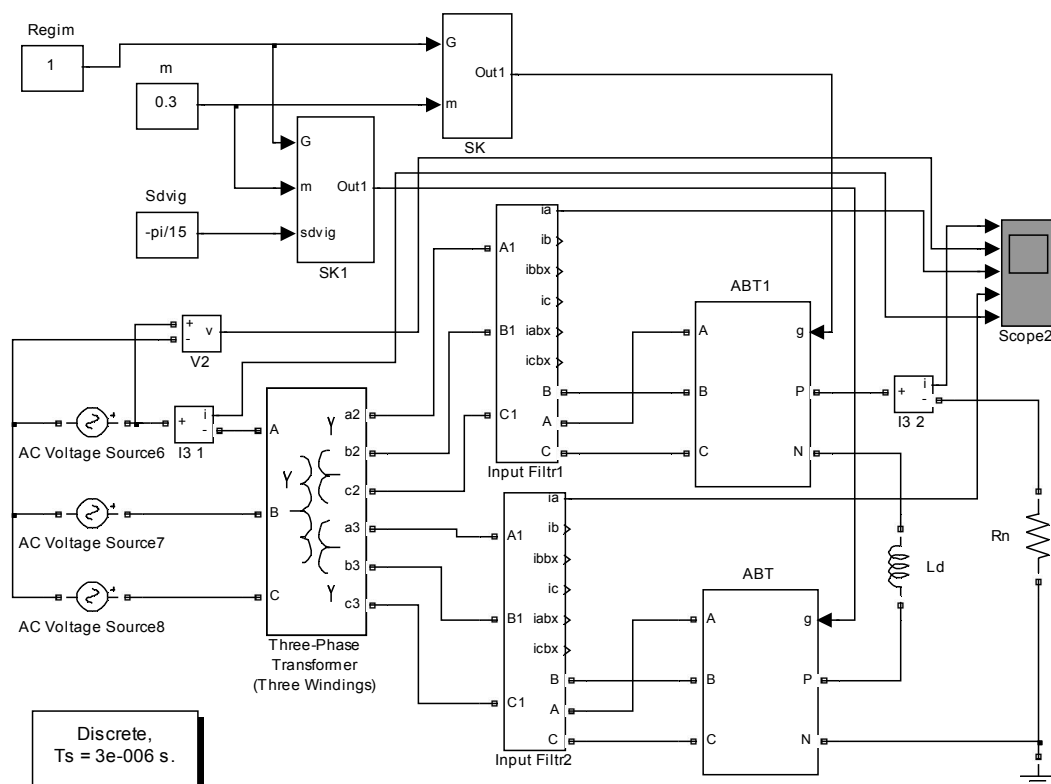 Regim
1
m
0.3
Sdvig
-pi/15
G
m
Out1
SK
G
m
sdvig
Out1
SK1
+
-
v
V2
AC Voltage Source6
+
+
-
i
I3 1
AC Voltage Source7
+
AC Voltage Source8
+
A
B
C
a2
b2
c2
a3
b3
c3
Y
Y
Y
Three-Phase
Transformer
(Three Windings)
A1
B1
C1
ia
ib
ibbx
ic
iabx
icbx
B
A
C
Input Filtr1
A1
B1
C1
ia
ib
ibbx
ic
iabx
icbx
B
A
C
Input Filtr2
ABT1
A
B
C
g
P
N
ABT
A
B
C
g
P
N
+
i
-
I3 2
Scope2
Ld
Rn
Discrete,
Ts = 3e-006 s.